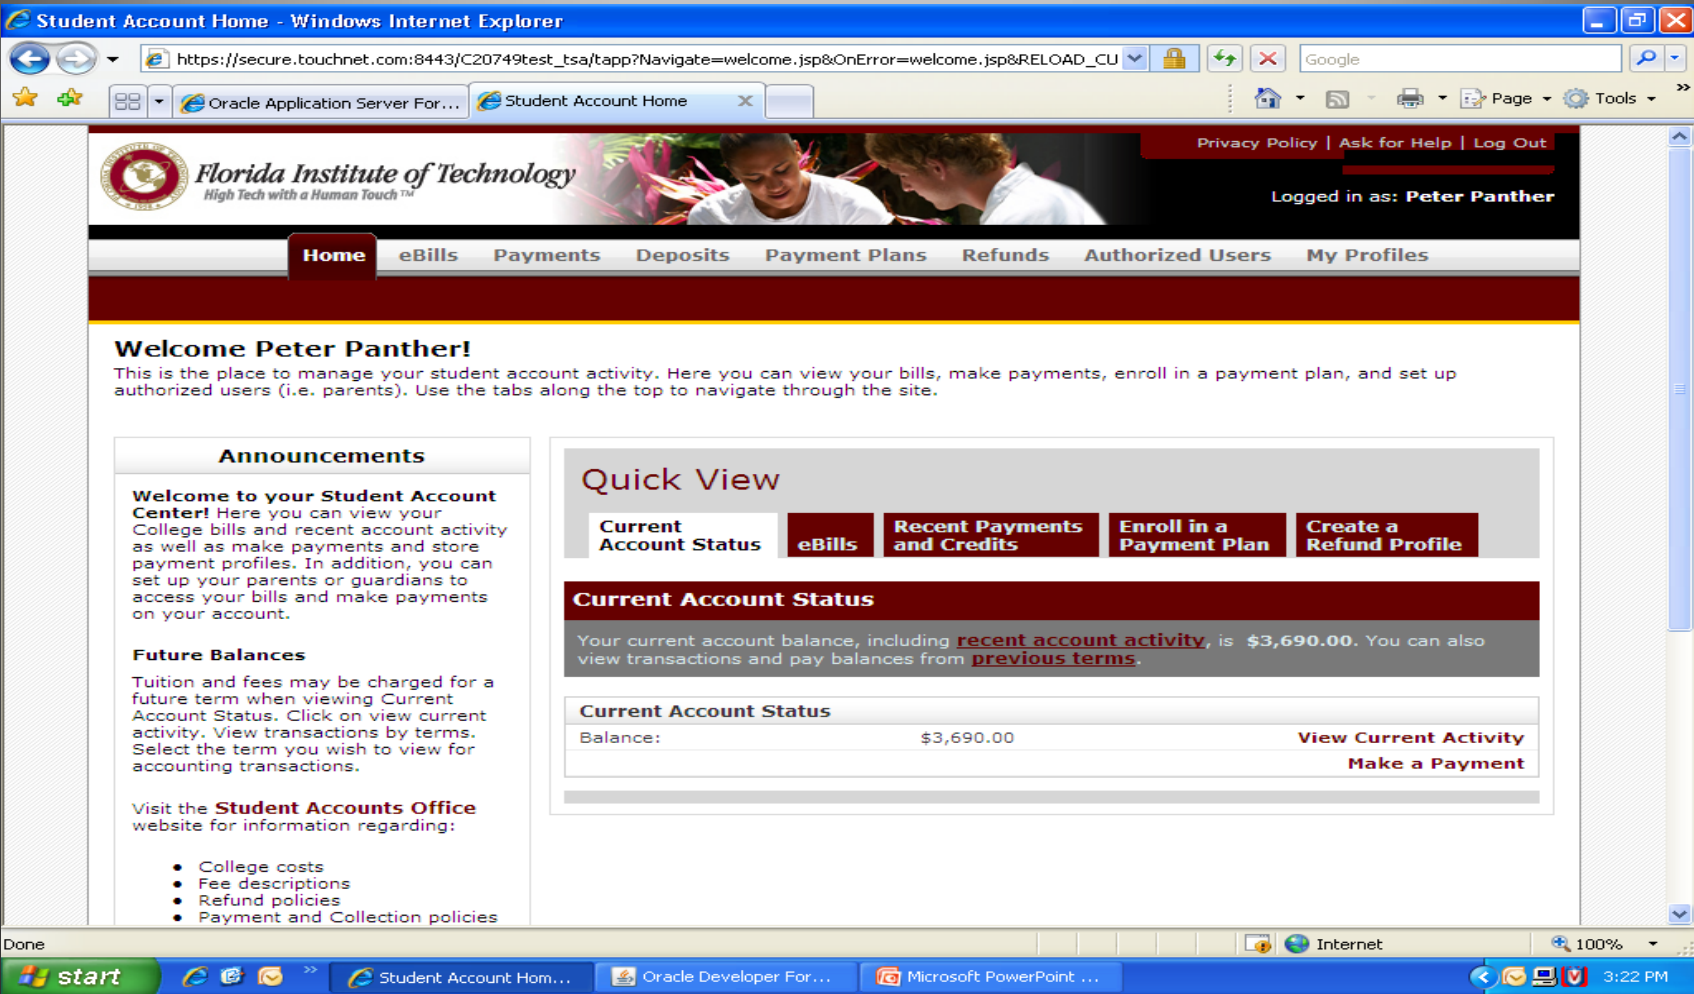 Student Account Home - Windows Internet Explorer
https://secure.touchnet.com:8443/C20749test_tsa/tapp?Navigate=welcome.jsp&OnError=welcome.jsp&RELOAD_CU
Google
Oracle Application Server For...
Student Account Home
Page
Tools
Florida Institute of Technology
High Tech with a Human Touch™
Privacy Policy | Ask for Help | Log Out
Logged in as: Peter Panther
Home eBills Payments Deposits Payment Plans Refunds Authorized Users My Profiles
Welcome Peter Panther!
This is the place to manage your student account activity. Here you can view your bills, make payments, enroll in a payment plan, and set up
authorized users (i.e. parents). Use the tabs along the top to navigate through the site.
Announcements
Welcome to your Student Account
Center! Here you can view your
College bills and recent account activity
as well as make payments and store
payment profiles. In addition, you can
set up your parents or guardians to
access your bills and make payments
on your account.
Future Balances
Tuition and fees may be charged for a
future term when viewing Current
Account Status. Click on view current
activity. View transactions by terms.
Select the term you wish to view for
accounting transactions.
Visit the Student Accounts Office
website for information regarding:
• College costs
• Fee descriptions
• Refund policies
• Payment and Collection policies
Quick View
Current
Account Status
eBills
Recent Payments
and Credits
Enroll in a
Payment Plan
Create a
Refund Profile
Current Account Status
Your current account balance, including recent account activity, is $3,690.00. You can also
view transactions and pay balances from previous terms.
Current Account Status
Balance: $3,690.00 View Current Activity
Make a Payment
Done
Internet
100%
start
Student Account Hom...
Oracle Developer For...
Microsoft PowerPoint ...
3:22 PM